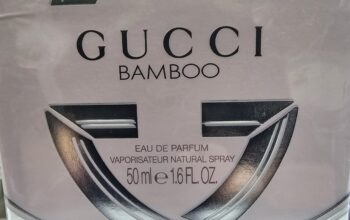 GUCCI
BAMBOO
EAU DE PARFUM
VAPORISATEUR NATURAL SPRAY
50 ml e 1.6 FL. OZ.